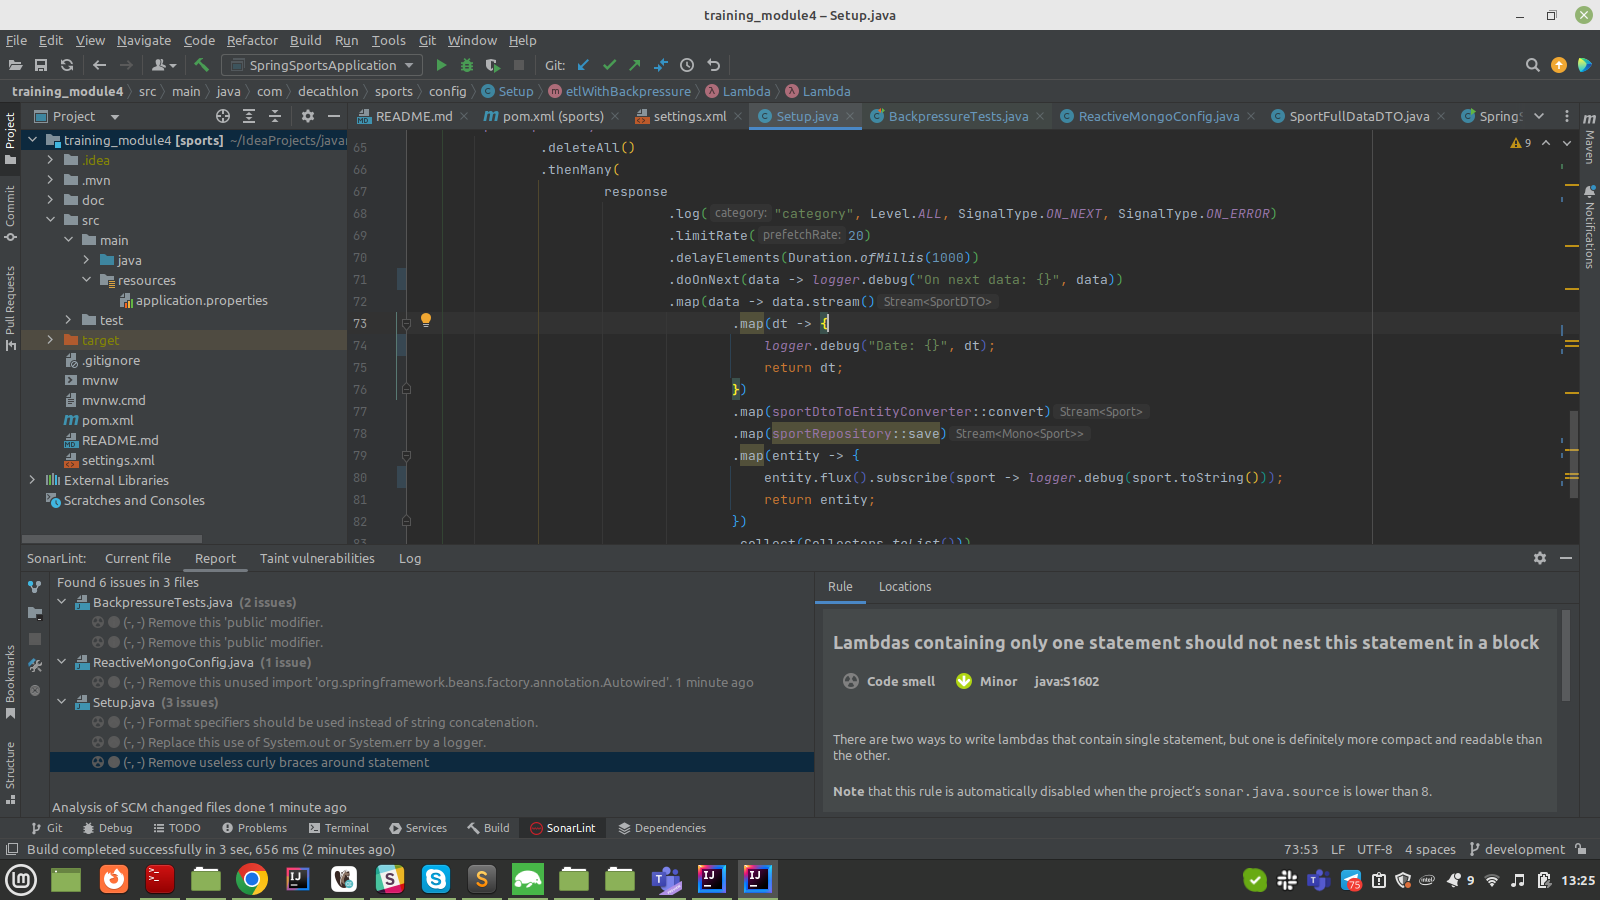 training_module4 – Setup.java
File Edit View Navigate Code Refactor Build Run Tools Git Window Help
SpringSportsApplication Git:
training_module4 src main java com decathlon sports config Setup etlWithBackpressure Lambda Lambda
Project
README.md pom.xml (sports) settings.xml Setup.java BackpressureTests.java ReactiveMongoConfig.java SportFullDataDTO.java
Project
Commit
Pull Requests
Bookmarks
Structure
training_module4 [sports] ~/IdeaProjects/
.idea
.mvn
doc
src
main
java
resources
application.properties
test
target
.gitignore
mvnw
mvnw.cmd
pom.xml
README.md
settings.xml
External Libraries
Scratches and Consoles
9
65 .deleteAll()
66 .thenMany(
67 response
68 .log( category: "category", Level.ALL, SignalType.ON_NEXT, SignalType.ON_ERROR)
69 .limitRate( prefetchRate: 20)
70 .delayElements(Duration.ofMillis(1000))
71 .doOnNext(data -> logger.debug("On next data: {}", data))
72 .map(data -> data.stream() Stream<SportDTO>
73 .map(dt -> {
74 logger.debug("Date: {}", dt);
75 return dt;
76 })
77 .map(sportDtoToEntityConverter::convert) Stream<Sport>
78 .map(sportRepository::save) Stream<Mono<Sport>>
79 .map(entity -> {
80 entity.flux().subscribe(sport -> logger.debug(sport.toString()));
81 return entity;
82 })
83 .collect(Collectors.toList()))
Maven
Notifications
SonarLint: Current file Report Taint vulnerabilities Log
Found 6 issues in 3 files
BackpressureTests.java (2 issues)
(-, -) Remove this 'public' modifier.
(-, -) Remove this 'public' modifier.
ReactiveMongoConfig.java (1 issue)
(-, -) Remove this unused import 'org.springframework.beans.factory.annotation.Autowired'. 1 minute ago
Setup.java (3 issues)
(-, -) Format specifiers should be used instead of string concatenation.
(-, -) Replace this use of System.out or System.err by a logger.
(-, -) Remove useless curly braces around statement
Analysis of SCM changed files done 1 minute ago
Rule Locations
Lambdas containing only one statement should not nest this statement in a block
Code smell Minor java:S1602
There are two ways to write lambdas that contain single statement, but one is definitely more compact and readable than
the other.
Note that this rule is automatically disabled when the project's sonar.java.source is lower than 8.
Git Debug TODO Problems Terminal Services Build SonarLint Dependencies
Build completed successfully in 3 sec, 656 ms (2 minutes ago)
73:53 LF UTF-8 4 spaces development
75 9 13:25